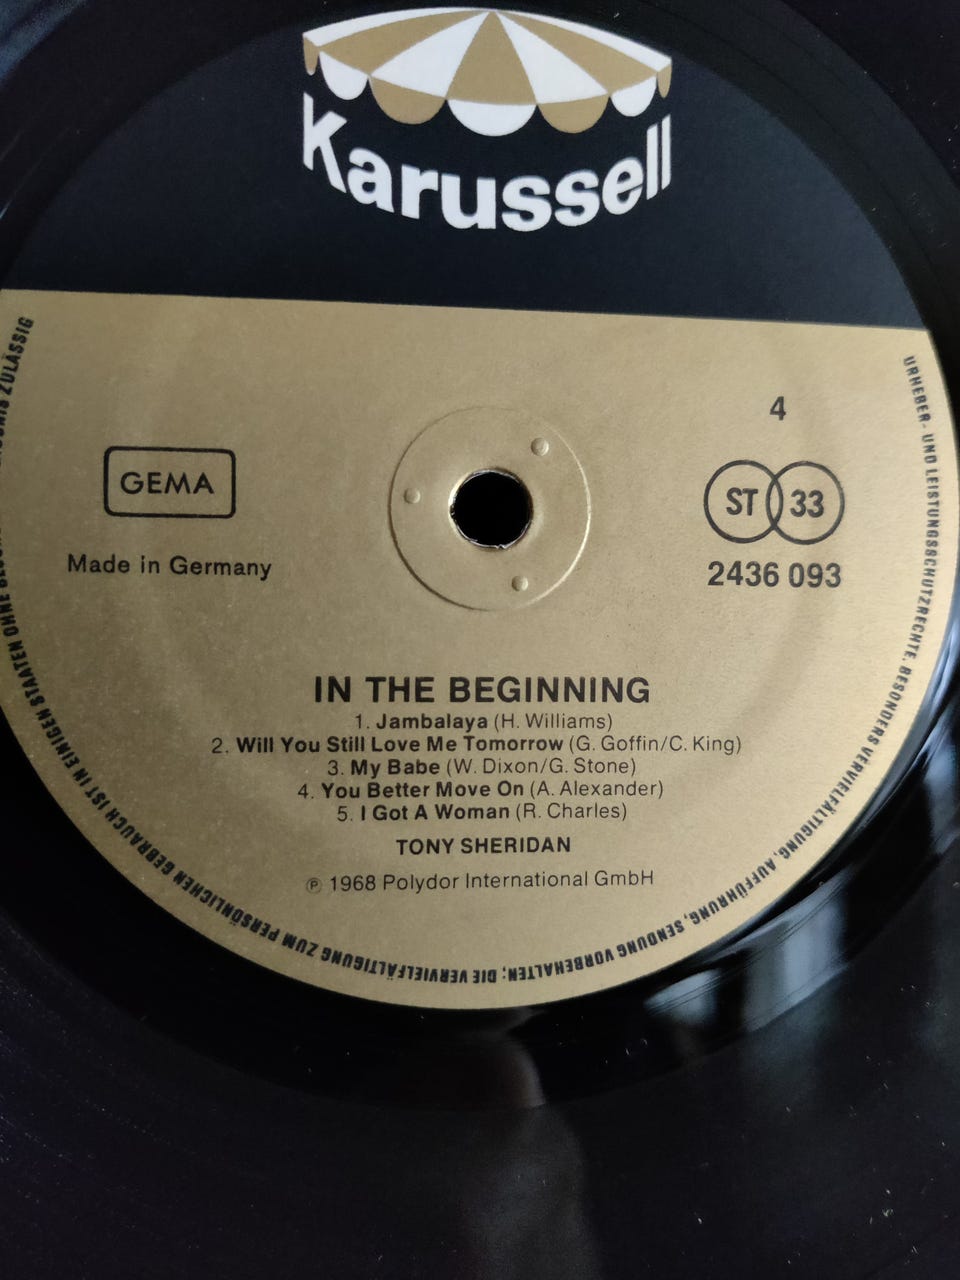 Karussell
4
GEMA
ST 33
Made in Germany
2436 093
IN THE BEGINNING
1. Jambalaya (H. Williams)
2. Will You Still Love Me Tomorrow (G. Goffin/C. King)
3. My Babe (W. Dixon/G. Stone)
4. You Better Move On (A. Alexander)
5. I Got A Woman (R. Charles)
TONY SHERIDAN
℗ 1968 Polydor International GmbH
URHEBER- UND LEISTUNGSSCHUTZRECHTE, BESONDERS VERVIELFÄLTIGUNG, AUFFÜHRUNG, SENDUNG VORBEHALTEN; DIE VERVIELFÄLTIGUNG ZUM PERSÖNLICHEN GEBRAUCH IST IN EINIGEN STAATEN OHNE ZULÄSSIG